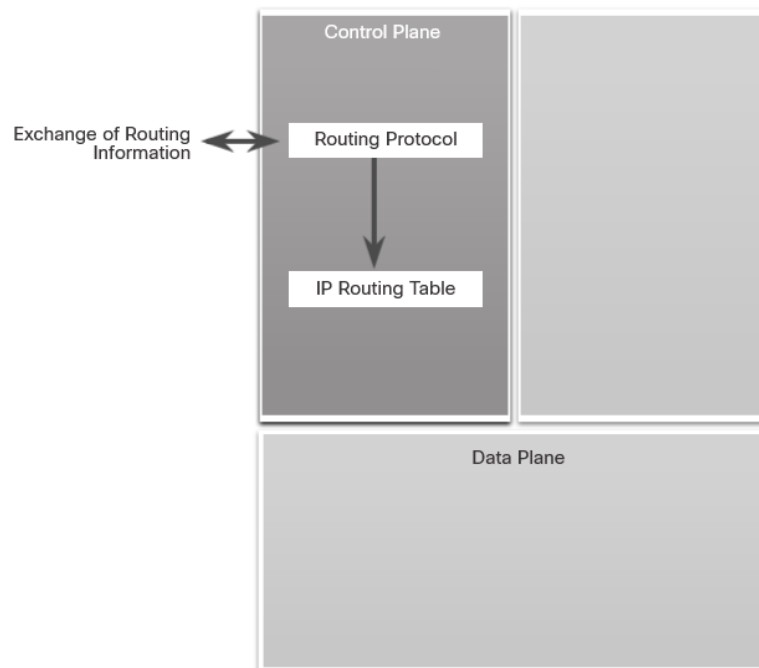 Control Plane
Exchange of Routing
Information
Routing Protocol
IP Routing Table
Data Plane